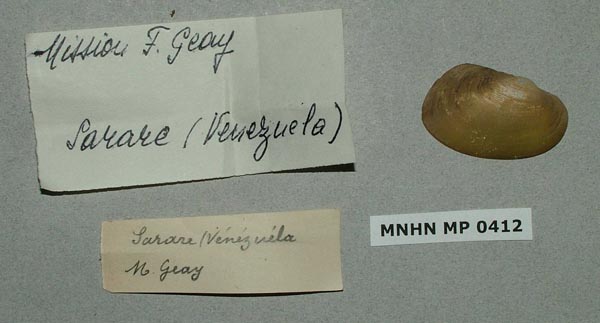 Mission F. Geay
Sarare (Venezuela)
Sarare (Vénézuéla
M. Geay
MNHN MP 0412